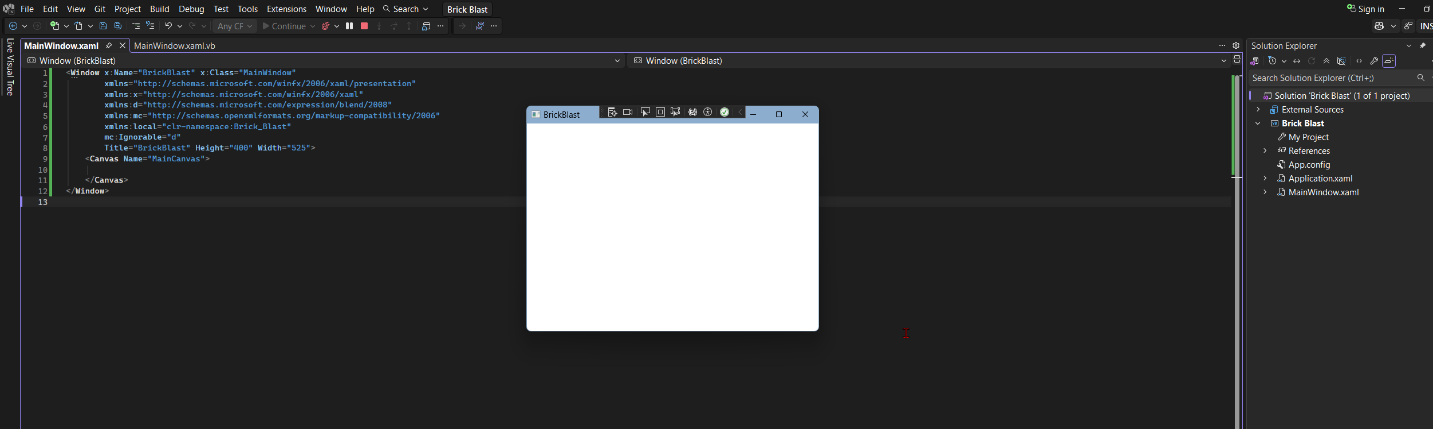 File Edit View Git Project Build Debug Test Tools Extensions Window Help Search Brick Blast Sign in
Any CPU Continue
Live Visual Tree
MainWindow.xaml MainWindow.xaml.vb
Window (BrickBlast) Window (BrickBlast)
1 <Window x:Name="BrickBlast" x:Class="MainWindow"
2 xmlns="http://schemas.microsoft.com/winfx/2006/xaml/presentation"
3 xmlns:x="http://schemas.microsoft.com/winfx/2006/xaml"
4 xmlns:d="http://schemas.microsoft.com/expression/blend/2008"
5 xmlns:mc="http://schemas.openxmlformats.org/markup-compatibility/2006"
6 xmlns:local="clr-namespace:Brick_Blast"
7 mc:Ignorable="d"
8 Title="BrickBlast" Height="400" Width="525">
9 <Canvas Name="MainCanvas">
10
11 </Canvas>
12 </Window>
13
BrickBlast
INS
Solution Explorer
Search Solution Explorer (Ctrl+;)
Solution 'Brick Blast' (1 of 1 project)
External Sources
Brick Blast
My Project
References
App.config
Application.xaml
MainWindow.xaml